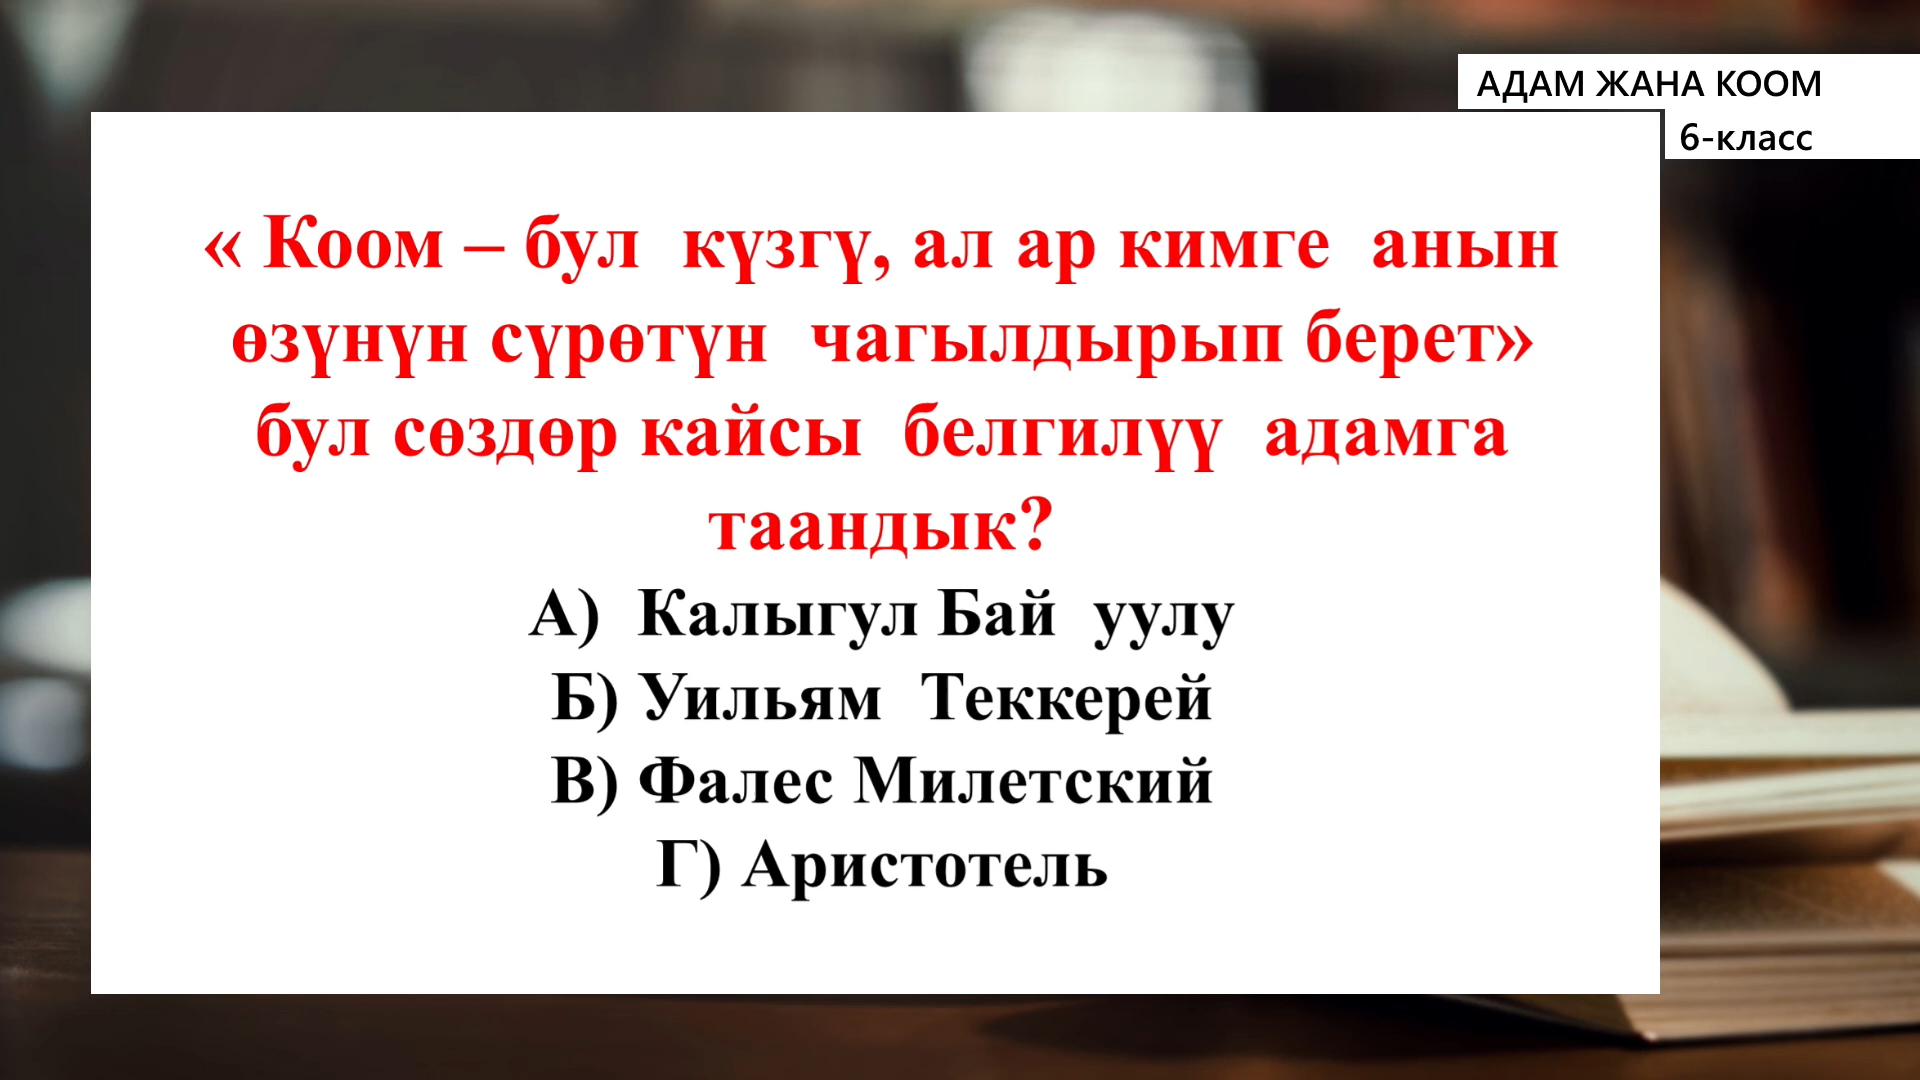 АДАМ ЖАНА КООМ
6-класс
« Коом – бул күзгү, ал ар кимге анын
өзүнүн сүрөтүн чагылдырып берет»
бул сөздөр кайсы белгилүү адамга
таандык?
А) Калыгул Бай уулу
Б) Уильям Теккерей
В) Фалес Милетский
Г) Аристотель